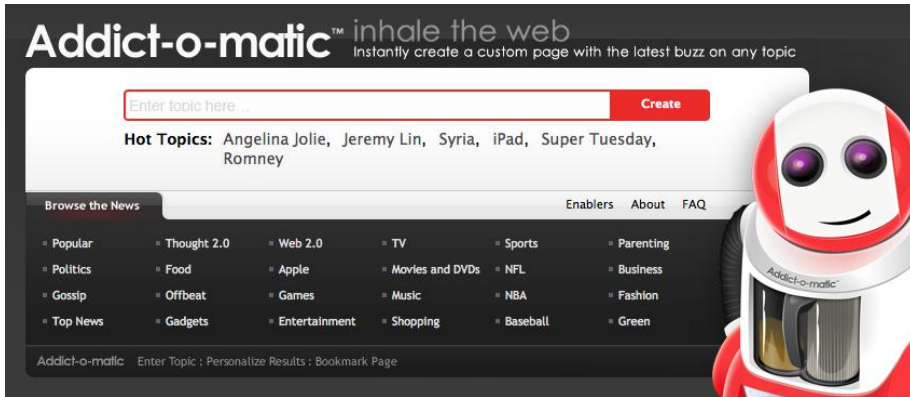 Addict-o-matic™ inhale the web
Instantly create a custom page with the latest buzz on any topic
Enter topic here...
Create
Hot Topics: Angelina Jolie, Jeremy Lin, Syria, iPad, Super Tuesday,
Romney
Browse the News
Enablers About FAQ
Popular Thought 2.0 Web 2.0 TV Sports Parenting
Politics Food Apple Movies and DVDs NFL Business
Gossip Offbeat Games Music NBA Fashion
Top News Gadgets Entertainment Shopping Baseball Green
Addict-o-matic™
Addict-o-matic Enter Topic : Personalize Results : Bookmark Page